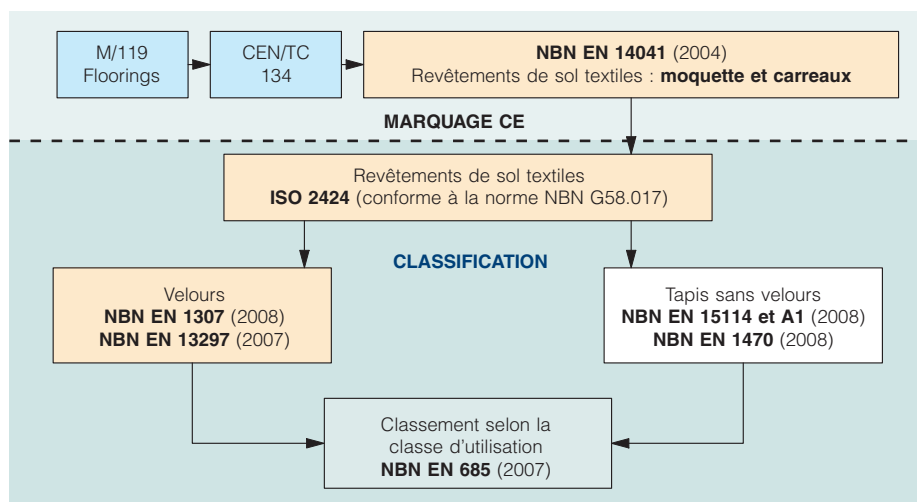 M/119
Floorings
CEN/TC
134
NBN EN 14041 (2004)
Revêtements de sol textiles : moquette et carreaux
MARQUAGE CE
Revêtements de sol textiles
ISO 2424 (conforme à la norme NBN G58.017)
CLASSIFICATION
Velours
NBN EN 1307 (2008)
NBN EN 13297 (2007)
Tapis sans velours
NBN EN 15114 et A1 (2008)
NBN EN 1470 (2008)
Classement selon la
classe d’utilisation
NBN EN 685 (2007)